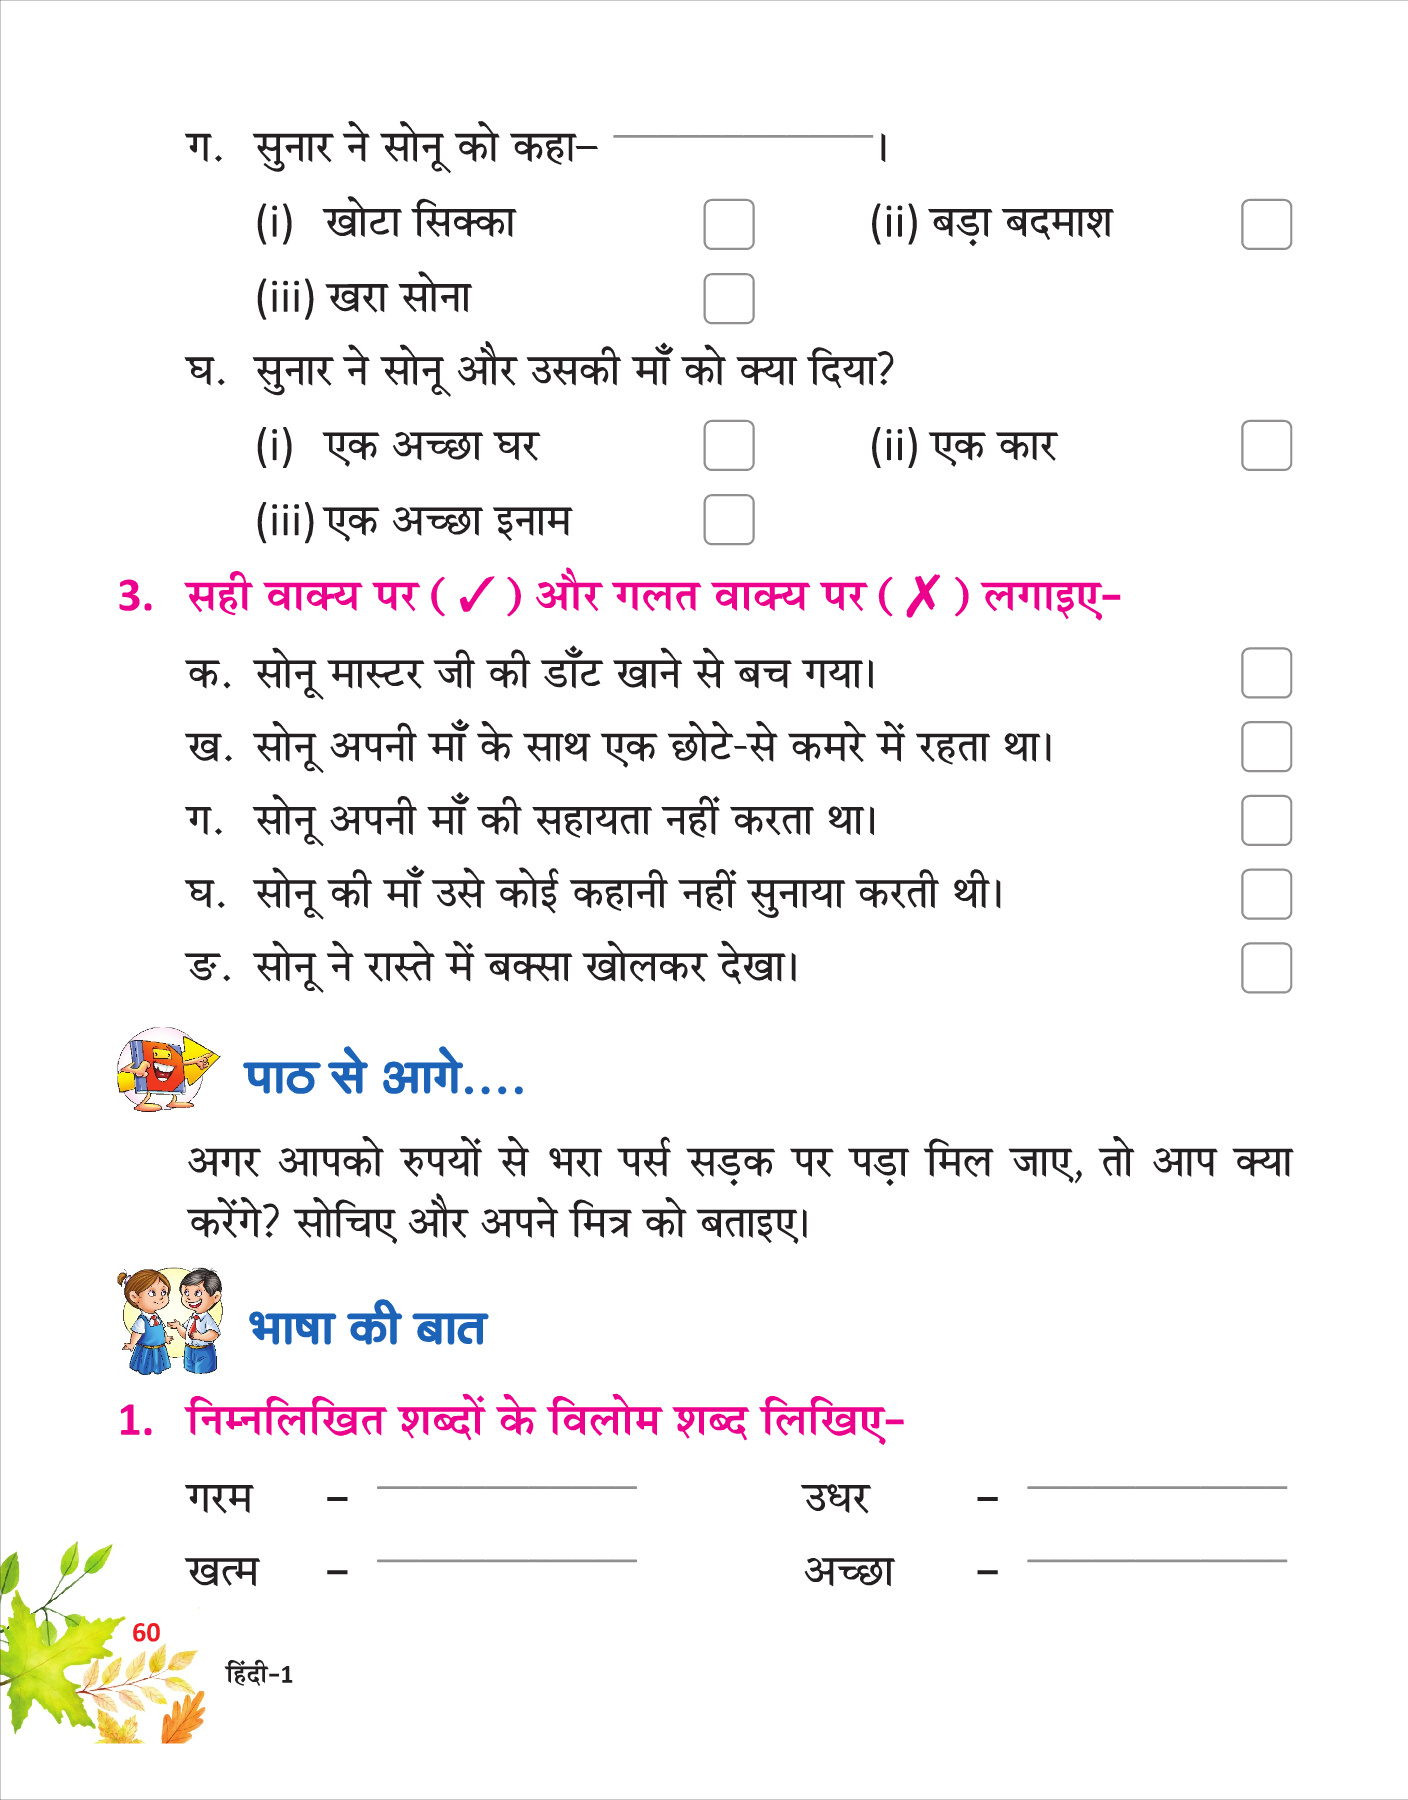 ग. सुनार ने सोनू को कहा– ____________।
(i) खोटा सिक्का (ii) बड़ा बदमाश
(iii) खरा सोना
घ. सुनार ने सोनू और उसकी माँ को क्या दिया?
(i) एक अच्छा घर (ii) एक कार
(iii) एक अच्छा इनाम
3. सही वाक्य पर (✓) और गलत वाक्य पर (✗) लगाइए–
क. सोनू मास्टर जी की डाँट खाने से बच गया।
ख. सोनू अपनी माँ के साथ एक छोटे-से कमरे में रहता था।
ग. सोनू अपनी माँ की सहायता नहीं करता था।
घ. सोनू की माँ उसे कोई कहानी नहीं सुनाया करती थी।
ङ. सोनू ने रास्ते में बक्सा खोलकर देखा।
पाठ से आगे....
अगर आपको रुपयों से भरा पर्स सड़क पर पड़ा मिल जाए, तो आप क्या
करेंगे? सोचिए और अपने मित्र को बताइए।
भाषा की बात
1. निम्नलिखित शब्दों के विलोम शब्द लिखिए–
गरम – ____________ उधर – ____________
खत्म – ____________ अच्छा – ____________
60
हिंदी–1